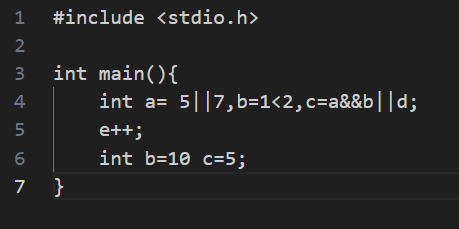 1 #include <stdio.h>
2
3 int main(){
4     int a= 5||7,b=1<2,c=a&&b||d;
5     e++;
6     int b=10 c=5;
7 }